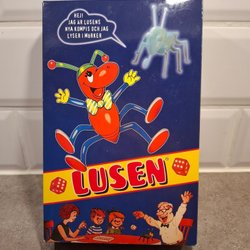 HEJ!
JAG ÄR LUSENS
NYA KOMPIS OCH JAG
LYSER I MÖRKER
LUSEN